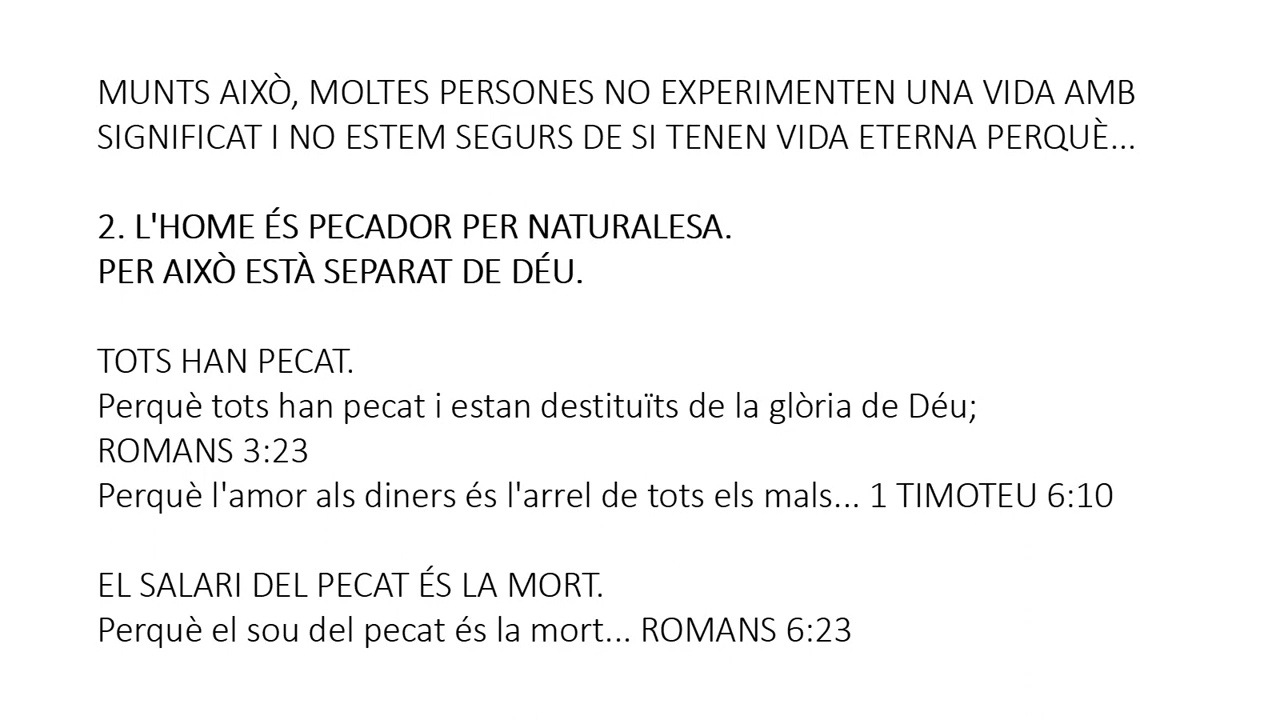 MUNTS AIXÒ, MOLTES PERSONES NO EXPERIMENTEN UNA VIDA AMB
SIGNIFICAT I NO ESTEM SEGURS DE SI TENEN VIDA ETERNA PERQUÈ...
2. L'HOME ÉS PECADOR PER NATURALESA.
PER AIXÒ ESTÀ SEPARAT DE DÉU.
TOTS HAN PECAT.
Perquè tots han pecat i estan destituïts de la glòria de Déu;
ROMANS 3:23
Perquè l'amor als diners és l'arrel de tots els mals... 1 TIMOTEU 6:10
EL SALARI DEL PECAT ÉS LA MORT.
Perquè el sou del pecat és la mort... ROMANS 6:23